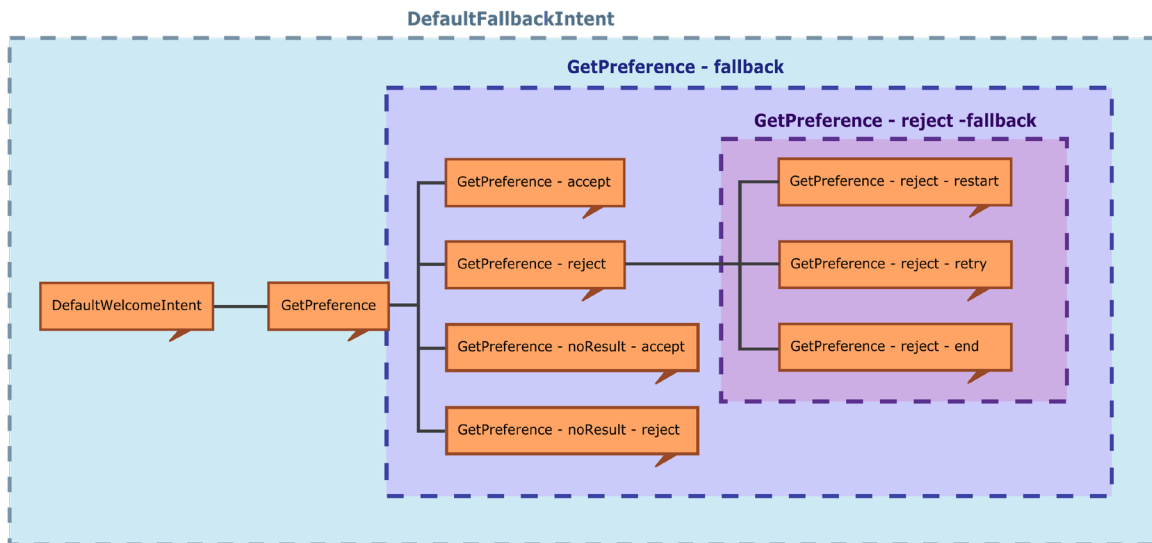 DefaultFallbackIntent
GetPreference - fallback
GetPreference - reject -fallback
GetPreference - accept
GetPreference - reject - restart
GetPreference - reject
GetPreference - reject - retry
DefaultWelcomeIntent
GetPreference
GetPreference - noResult - accept
GetPreference - reject - end
GetPreference - noResult - reject